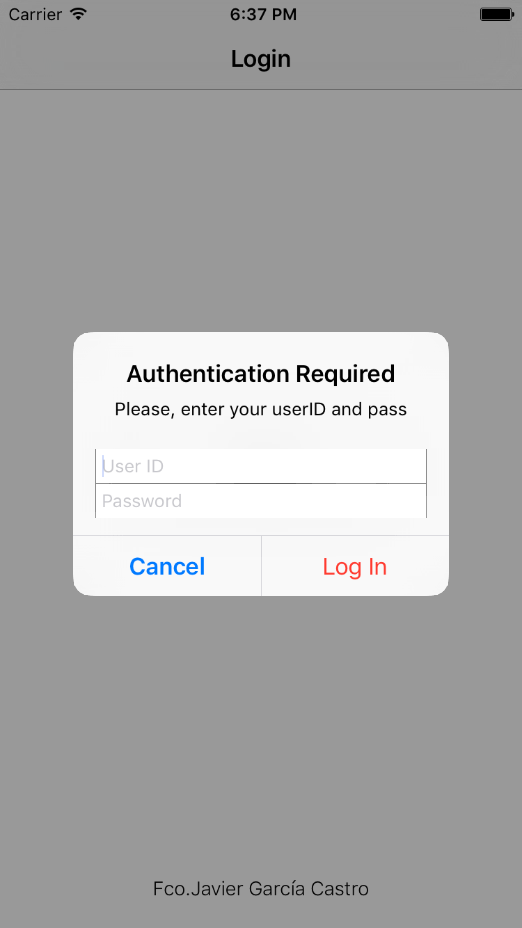 Carrier 6:37 PM
Login
Authentication Required
Please, enter your userID and pass
User ID
Password
Cancel Log In
Fco.Javier García Castro